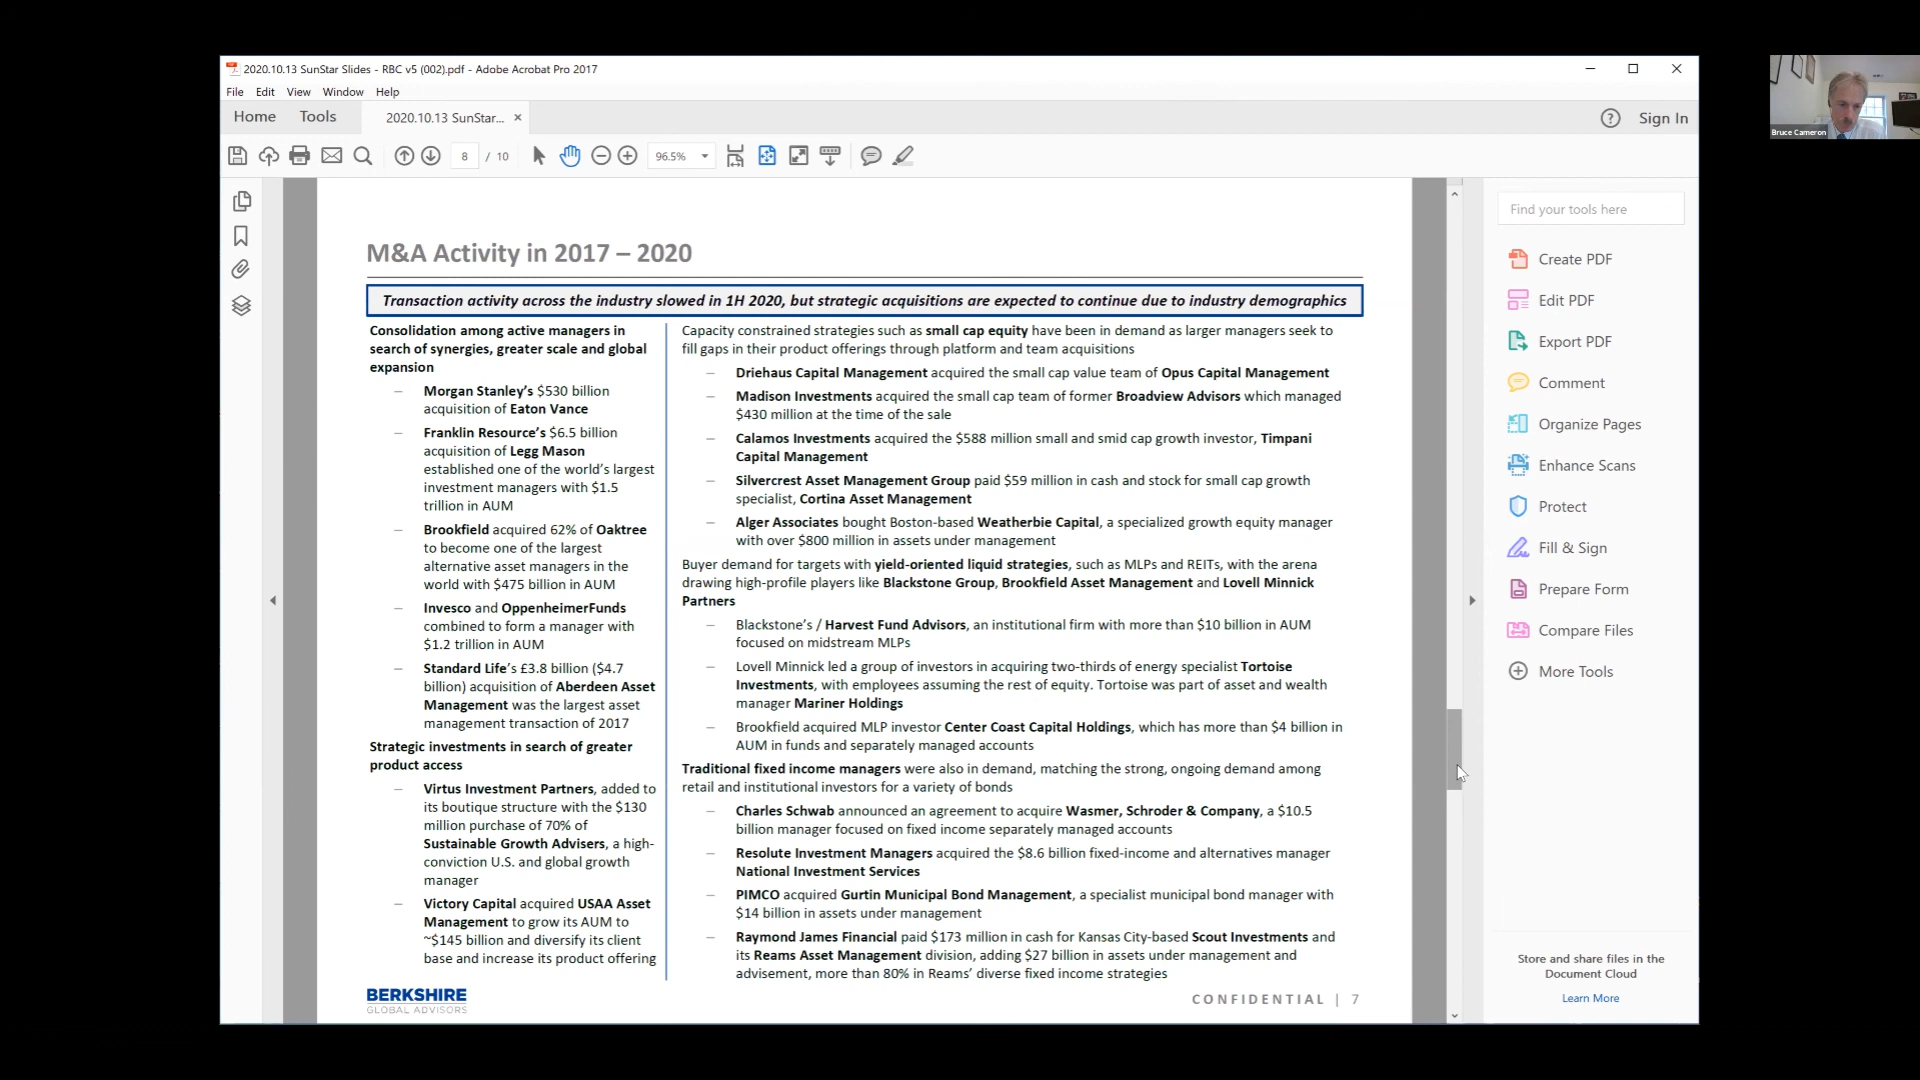 2020.10.13 SunStar Slides - RBC v5 (002).pdf - Adobe Acrobat Pro 2017
File Edit View Window Help
Home Tools 2020.10.13 SunStar... × Sign In
8 / 10 96.5%
M&A Activity in 2017 – 2020
Transaction activity across the industry slowed in 1H 2020, but strategic acquisitions are expected to continue due to industry demographics
Consolidation among active managers in
search of synergies, greater scale and global
expansion
– Morgan Stanley's $530 billion
acquisition of Eaton Vance
– Franklin Resource's $6.5 billion
acquisition of Legg Mason
established one of the world's largest
investment managers with $1.5
trillion in AUM
– Brookfield acquired 62% of Oaktree
to become one of the largest
alternative asset managers in the
world with $475 billion in AUM
– Invesco and OppenheimerFunds
combined to form a manager with
$1.2 trillion in AUM
– Standard Life's £3.8 billion ($4.7
billion) acquisition of Aberdeen Asset
Management was the largest asset
management transaction of 2017
Strategic investments in search of greater
product access
– Virtus Investment Partners, added to
its boutique structure with the $130
million purchase of 70% of
Sustainable Growth Advisers, a high-
conviction U.S. and global growth
manager
– Victory Capital acquired USAA Asset
Management to grow its AUM to
~$145 billion and diversify its client
base and increase its product offering
Capacity constrained strategies such as small cap equity have been in demand as larger managers seek to
fill gaps in their product offerings through platform and team acquisitions
– Driehaus Capital Management acquired the small cap value team of Opus Capital Management
– Madison Investments acquired the small cap team of former Broadview Advisors which managed
$430 million at the time of the sale
– Calamos Investments acquired the $588 million small and smid cap growth investor, Timpani
Capital Management
– Silvercrest Asset Management Group paid $59 million in cash and stock for small cap growth
specialist, Cortina Asset Management
– Alger Associates bought Boston-based Weatherbie Capital, a specialized growth equity manager
with over $800 million in assets under management
Buyer demand for targets with yield-oriented liquid strategies, such as MLPs and REITs, with the arena
drawing high-profile players like Blackstone Group, Brookfield Asset Management and Lovell Minnick
Partners
– Blackstone's / Harvest Fund Advisors, an institutional firm with more than $10 billion in AUM
focused on midstream MLPs
– Lovell Minnick led a group of investors in acquiring two-thirds of energy specialist Tortoise
Investments, with employees assuming the rest of equity. Tortoise was part of asset and wealth
manager Mariner Holdings
– Brookfield acquired MLP investor Center Coast Capital Holdings, which has more than $4 billion in
AUM in funds and separately managed accounts
Traditional fixed income managers were also in demand, matching the strong, ongoing demand among
retail and institutional investors for a variety of bonds
– Charles Schwab announced an agreement to acquire Wasmer, Schroder & Company, a $10.5
billion manager focused on fixed income separately managed accounts
– Resolute Investment Managers acquired the $8.6 billion fixed-income and alternatives manager
National Investment Services
– PIMCO acquired Gurtin Municipal Bond Management, a specialist municipal bond manager with
$14 billion in assets under management
– Raymond James Financial paid $173 million in cash for Kansas City-based Scout Investments and
its Reams Asset Management division, adding $27 billion in assets under management and
advisement, more than 80% in Reams' diverse fixed income strategies
BERKSHIRE
GLOBAL ADVISORS
CONFIDENTIAL | 7
Find your tools here
Create PDF
Edit PDF
Export PDF
Comment
Organize Pages
Enhance Scans
Protect
Fill & Sign
Prepare Form
Compare Files
More Tools
Store and share files in the
Document Cloud
Learn More
Bruce Cameron